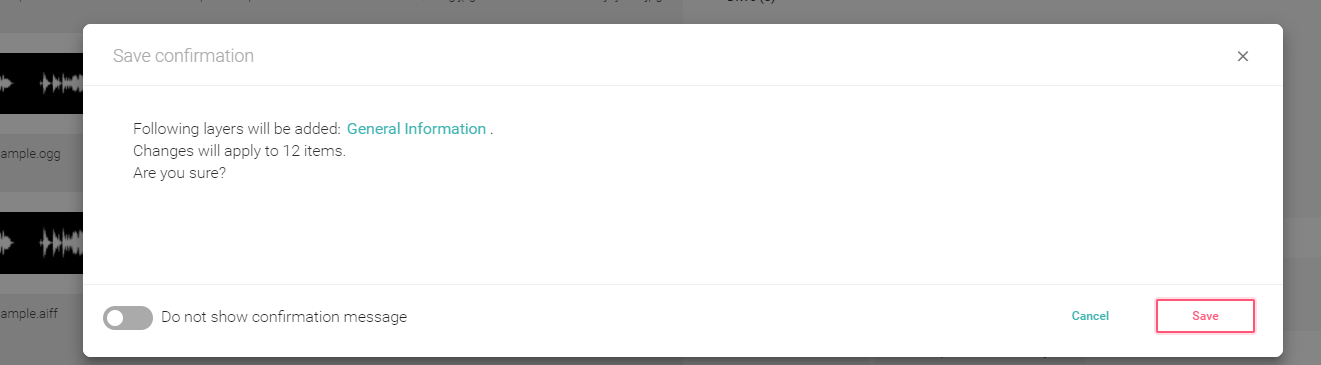 Save confirmation
×
Following layers will be added: General Information .
Changes will apply to 12 items.
Are you sure?
ample.ogg
ample.aiff
Do not show confirmation message
Cancel
Save